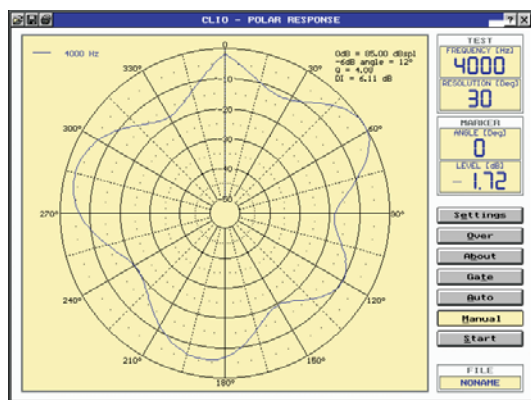 CLIO - POLAR RESPONSE
? X
4000 Hz
0dB = 85.00 dBspl
-6dB angle = 12°
Q = 4.08
DI = 6.11 dB
0
30°
60°
90°
120°
150°
180°
210°
240°
270°
300°
330°
-10
-20
-30
-40
-50
TEST
FREQUENCY [Hz]
4000
RESOLUTION [Deg]
30
MARKER
ANGLE [Deg]
0
LEVEL [dB]
-1.72
Settings
Over
About
Gate
Auto
Manual
Start
FILE
NONAME